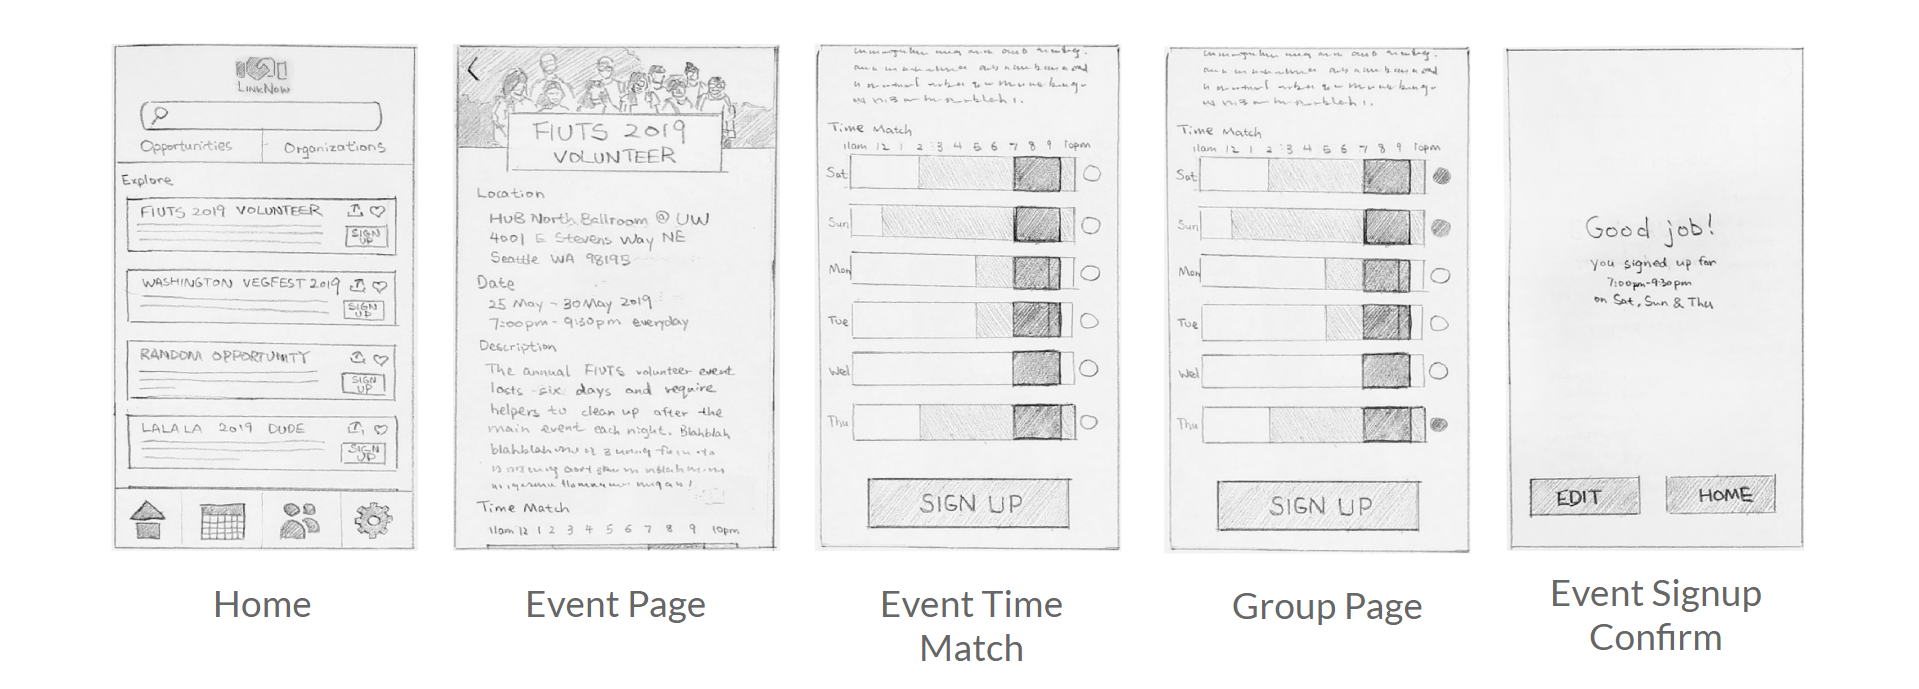 LinkNow
Opportunities
Organizations
Explore
FIUTS 2019 VOLUNTEER
SIGN UP
WASHINGTON VEGFEST 2019
SIGN UP
RANDOM OPPORTUNITY
SIGN UP
LALALA 2019 DUDE
SIGN UP
Home
FIUTS 2019
VOLUNTEER
Location
HUB North Ballroom @ UW
4001 E Stevens Way NE
Seattle WA 98195
Date
25 May - 30 May 2019
7:00pm - 9:30pm everyday
Description
The annual FIUTS volunteer event
lasts six days and require
helpers to clean up after the
main event each night. Blahblah
blahblah
Time Match
11am 12 1 2 3 4 5 6 7 8 9 10pm
Event Page
Time Match
11am 12 1 2 3 4 5 6 7 8 9 10pm
Sat
Sun
Mon
Tue
Wed
Thu
SIGN UP
Event Time
Match
Time Match
11am 12 1 2 3 4 5 6 7 8 9 10pm
Sat
Sun
Mon
Tue
Wed
Thu
SIGN UP
Group Page
Good job!
you signed up for
7:00pm-9:30pm
on Sat, Sun & Thu
EDIT
HOME
Event Signup
Confirm